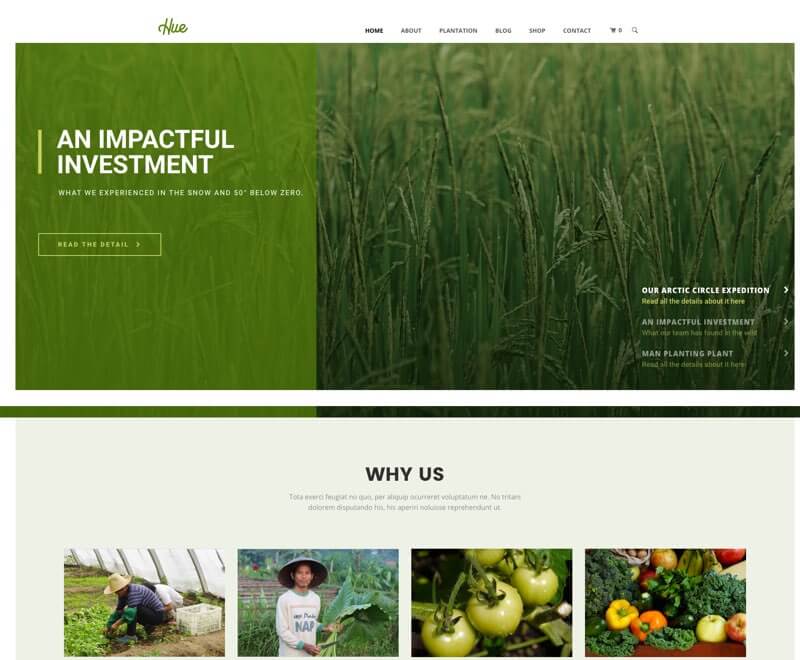 Hue
HOME ABOUT PLANTATION BLOG SHOP CONTACT 0
AN IMPACTFUL
INVESTMENT
WHAT WE EXPERIENCED IN THE SNOW AND 50° BELOW ZERO.
READ THE DETAIL
OUR ARCTIC CIRCLE EXPEDITION
Read all the details about it here
AN IMPACTFUL INVESTMENT
What our team has found in the wild
MAN PLANTING PLANT
Read all the details about it here
WHY US
Tota exerci feugiat no quo, per aliquip ocurreret voluptatum ne. No tritani
dolorem disputando his, his aperiri noluisse reprehendunt ut.